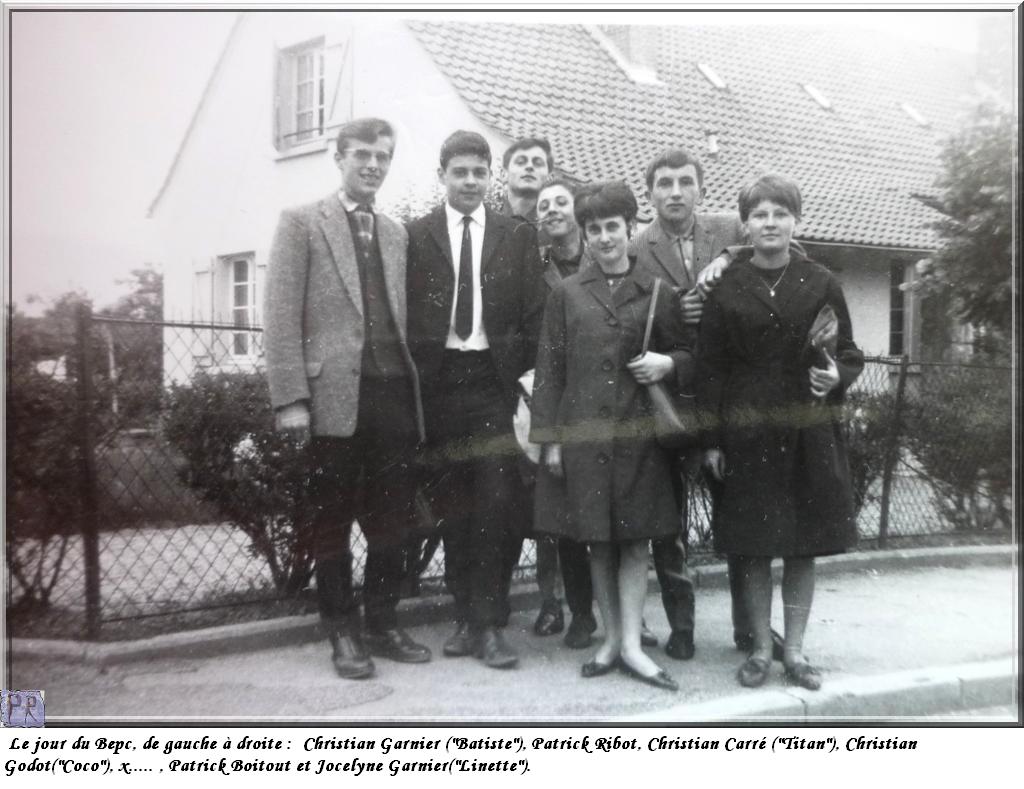 PR
Le jour du Bepc, de gauche à droite : Christian Garnier ("Batiste"), Patrick Ribot, Christian Carré ("Titan"), Christian
Godot("Coco"), x..... , Patrick Boitout et Jocelyne Garnier("Linette").